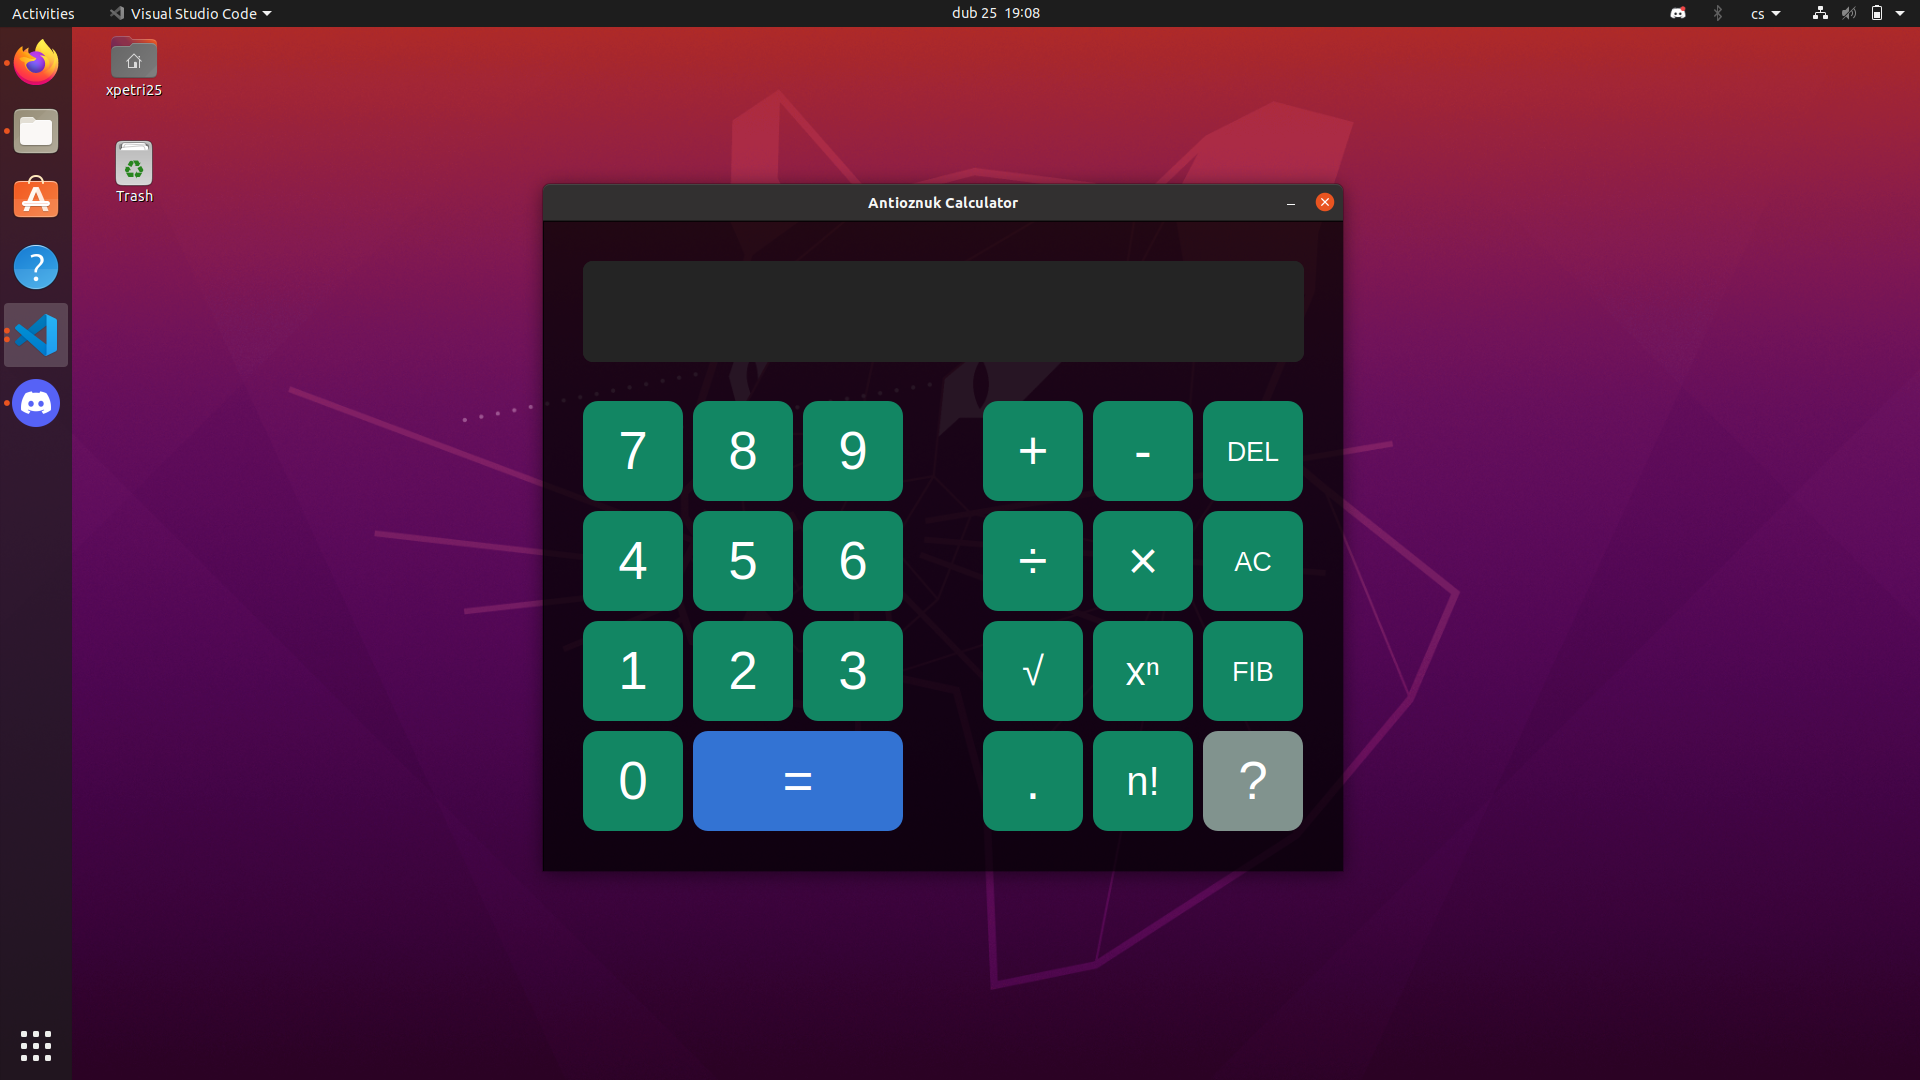 Activities Visual Studio Code dub 25 19:08 cs
xpetri25
Trash
Antioznuk Calculator
7 8 9 + - DEL
4 5 6 ÷ × AC
1 2 3 √ xⁿ FIB
0 = . n! ?